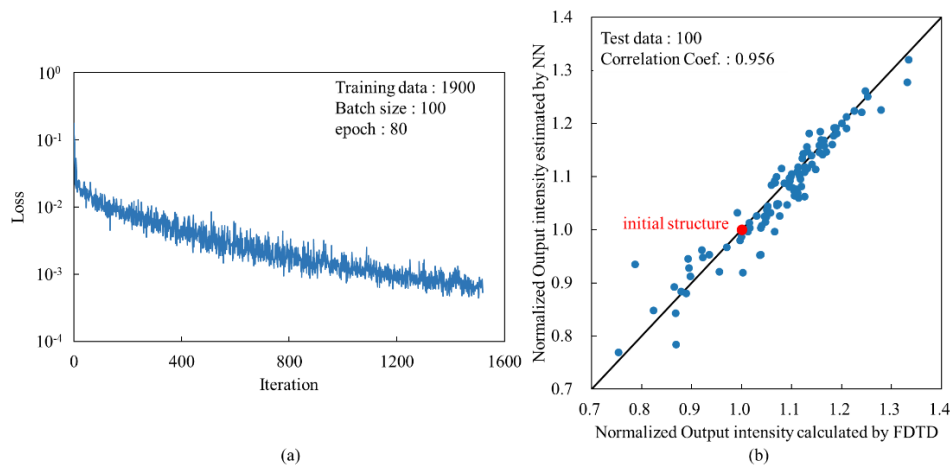 Training data : 1900
Batch size : 100
epoch : 80
10⁰
10⁻¹
10⁻²
10⁻³
10⁻⁴
Loss
0 400 800 1200 1600
Iteration
(a)
Test data : 100
Correlation Coef. : 0.956
initial structure
1.4
1.3
1.2
1.1
1.0
0.9
0.8
0.7
Normalized Output intensity estimated by NN
0.7 0.8 0.9 1.0 1.1 1.2 1.3 1.4
Normalized Output intensity calculated by FDTD
(b)